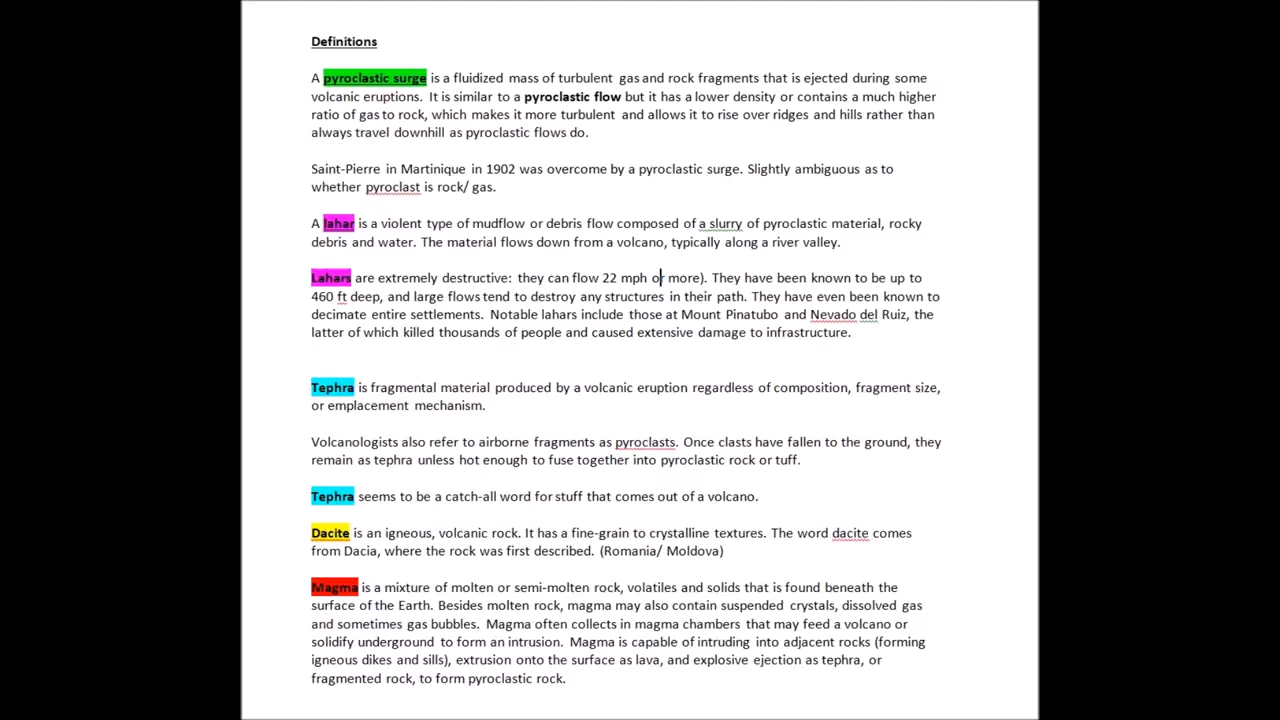 Definitions
A pyroclastic surge is a fluidized mass of turbulent gas and rock fragments that is ejected during some
volcanic eruptions. It is similar to a pyroclastic flow but it has a lower density or contains a much higher
ratio of gas to rock, which makes it more turbulent and allows it to rise over ridges and hills rather than
always travel downhill as pyroclastic flows do.
Saint-Pierre in Martinique in 1902 was overcome by a pyroclastic surge. Slightly ambiguous as to
whether pyroclast is rock/ gas.
A lahar is a violent type of mudflow or debris flow composed of a slurry of pyroclastic material, rocky
debris and water. The material flows down from a volcano, typically along a river valley.
Lahars are extremely destructive: they can flow 22 mph or more). They have been known to be up to
460 ft deep, and large flows tend to destroy any structures in their path. They have even been known to
decimate entire settlements. Notable lahars include those at Mount Pinatubo and Nevado del Ruiz, the
latter of which killed thousands of people and caused extensive damage to infrastructure.
Tephra is fragmental material produced by a volcanic eruption regardless of composition, fragment size,
or emplacement mechanism.
Volcanologists also refer to airborne fragments as pyroclasts. Once clasts have fallen to the ground, they
remain as tephra unless hot enough to fuse together into pyroclastic rock or tuff.
Tephra seems to be a catch-all word for stuff that comes out of a volcano.
Dacite is an igneous, volcanic rock. It has a fine-grain to crystalline textures. The word dacite comes
from Dacia, where the rock was first described. (Romania/ Moldova)
Magma is a mixture of molten or semi-molten rock, volatiles and solids that is found beneath the
surface of the Earth. Besides molten rock, magma may also contain suspended crystals, dissolved gas
and sometimes gas bubbles. Magma often collects in magma chambers that may feed a volcano or
solidify underground to form an intrusion. Magma is capable of intruding into adjacent rocks (forming
igneous dikes and sills), extrusion onto the surface as lava, and explosive ejection as tephra, or
fragmented rock, to form pyroclastic rock.